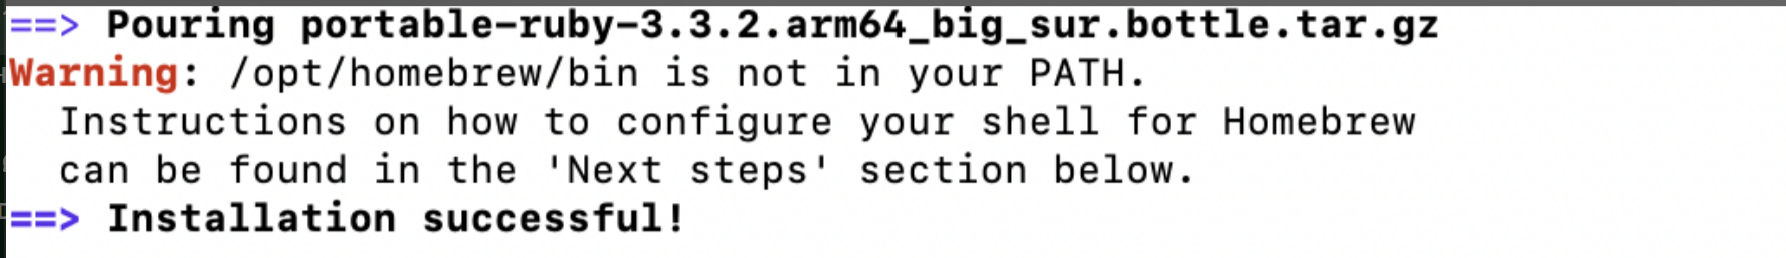 ==> Pouring portable-ruby-3.3.2.arm64_big_sur.bottle.tar.gz
Warning: /opt/homebrew/bin is not in your PATH.
  Instructions on how to configure your shell for Homebrew
  can be found in the 'Next steps' section below.
==> Installation successful!